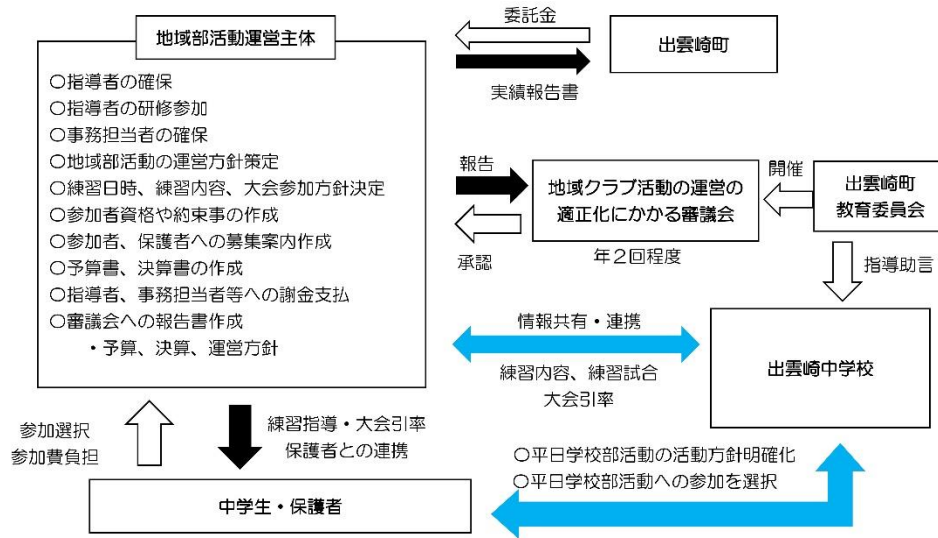 地域部活動運営主体
○指導者の確保
○指導者の研修参加
○事務担当者の確保
○地域部活動の運営方針策定
○練習日時、練習内容、大会参加方針決定
○参加者資格や約束事の作成
○参加者、保護者への募集案内作成
○予算書、決算書の作成
○指導者、事務担当者等への謝金支払
○審議会への報告書作成
・予算、決算、運営方針
委託金
実績報告書
出雲崎町
報告
承認
地域クラブ活動の運営の
適正化にかかる審議会
年2回程度
開催
出雲崎町
教育委員会
指導助言
情報共有・連携
練習内容、練習試合
大会引率
出雲崎中学校
参加選択
参加費負担
練習指導・大会引率
保護者との連携
○平日学校部活動の活動方針明確化
○平日学校部活動への参加を選択
中学生・保護者